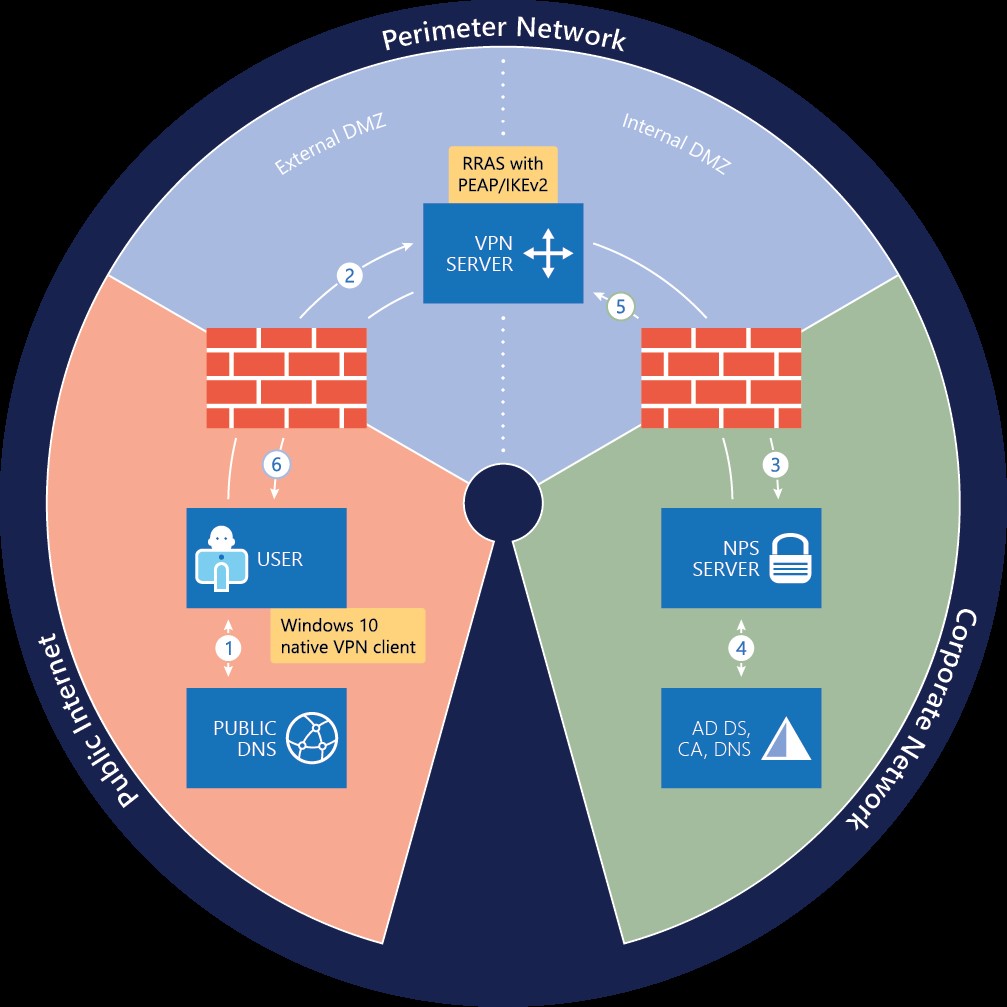 Perimeter Network
External DMZ
Internal DMZ
RRAS with
PEAP/IKEv2
VPN
SERVER
2
5
6
3
USER
NPS
SERVER
Windows 10
native VPN client
1
4
PUBLIC
DNS
AD DS,
CA, DNS
Public Internet
Corporate Network